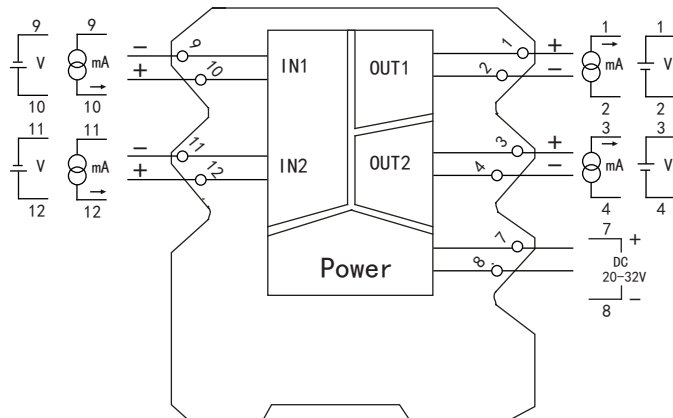 9 9 − 9 1 + 1 1
V mA + 10 IN1 OUT1 2 − mA V
10 10 2 2
11 11 − 11 3 + 3 3
V mA + 12 IN2 OUT2 4 − mA V
12 12 4 4
7 7 +
Power 8 DC
20-32V
8 −